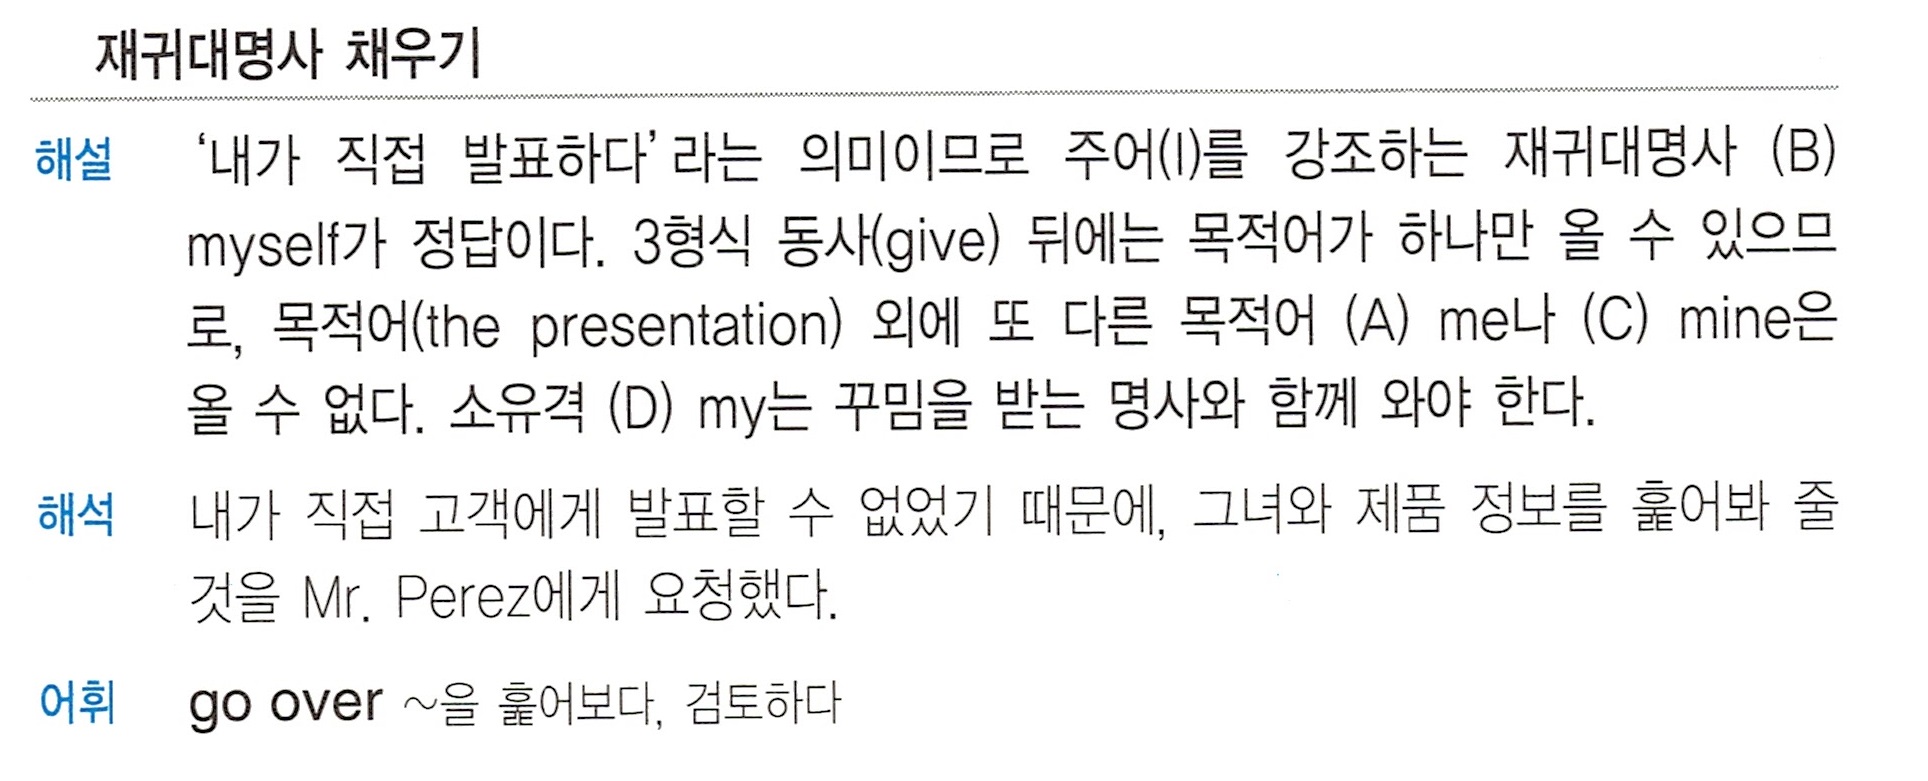 재귀대명사 채우기
해설 ‘내가 직접 발표하다’라는 의미이므로 주어(I)를 강조하는 재귀대명사 (B)
myself가 정답이다. 3형식 동사(give) 뒤에는 목적어가 하나만 올 수 있으므
로, 목적어(the presentation) 외에 또 다른 목적어 (A) me나 (C) mine은
올 수 없다. 소유격 (D) my는 꾸밈을 받는 명사와 함께 와야 한다.
해석 내가 직접 고객에게 발표할 수 없었기 때문에, 그녀와 제품 정보를 훑어봐 줄
것을 Mr. Perez에게 요청했다.
어휘 go over ~을 훑어보다, 검토하다